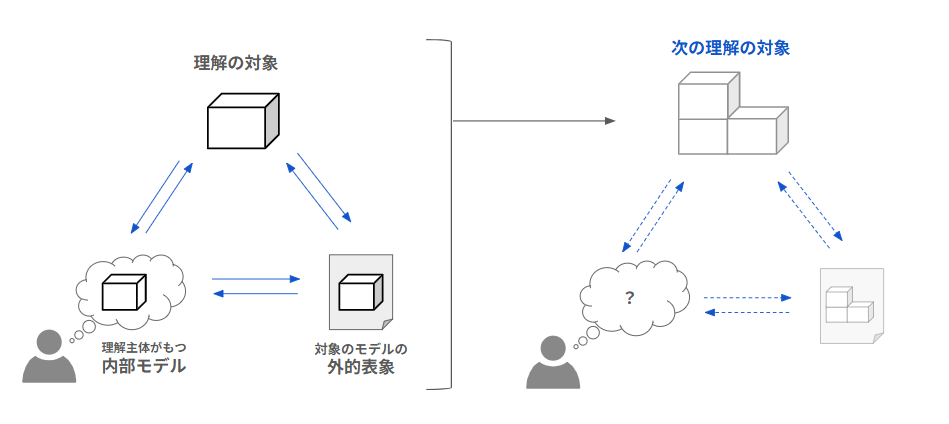 理解の対象
次の理解の対象
理解主体がもつ
内部モデル
対象のモデルの
外的表象
?